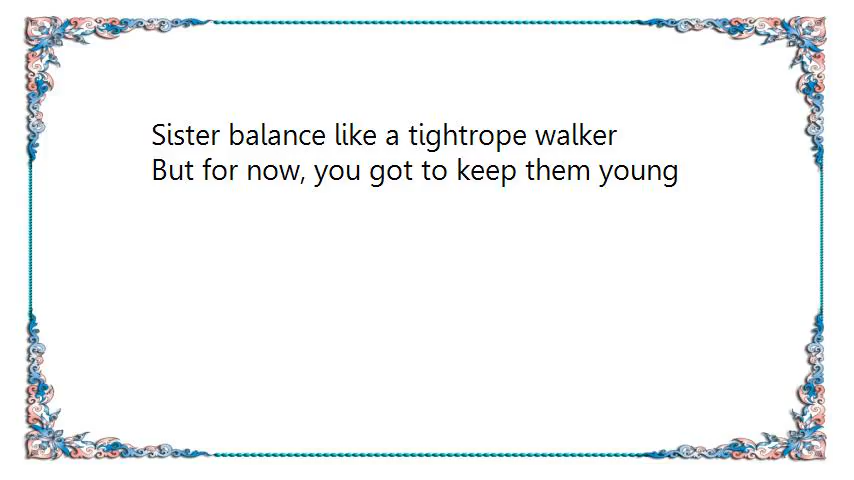 Sister balance like a tightrope walker
But for now, you got to keep them young